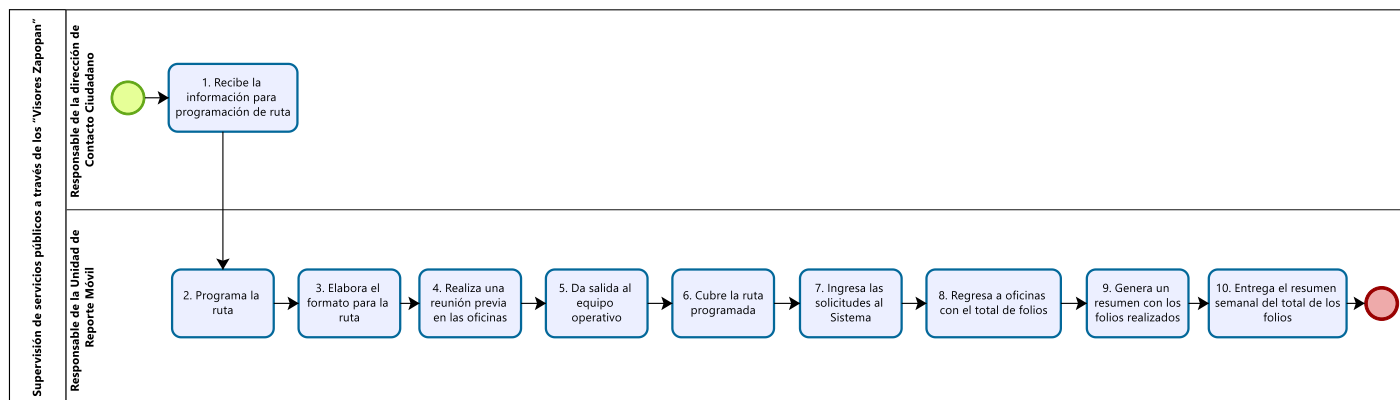 Supervisión de servicios públicos a través de los “Visores Zapopan”
Responsable de la dirección de
Contacto Ciudadano
1. Recibe la
información para
programación de ruta
Responsable de la Unidad de
Reporte Móvil
2. Programa la
ruta
3. Elabora el
formato para la
ruta
4. Realiza una
reunión previa
en las oficinas
5. Da salida al
equipo
operativo
6. Cubre la ruta
programada
7. Ingresa las
solicitudes al
Sistema
8. Regresa a oficinas
con el total de folios
9. Genera un
resumen con los
folios realizados
10. Entrega el resumen
semanal del total de los
folios